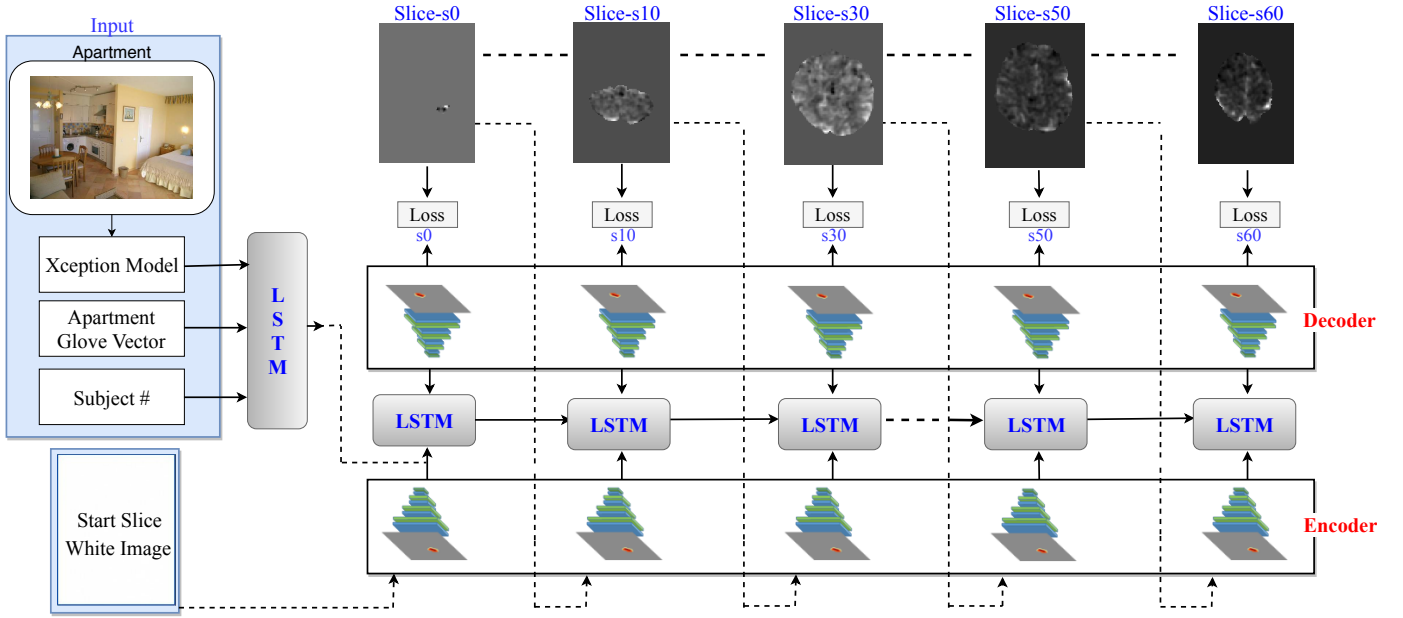 Input
Apartment
Xception Model
Apartment
Glove Vector
Subject #
L
S
T
M
Start Slice
White Image
Slice-s0
Slice-s10
Slice-s30
Slice-s50
Slice-s60
Loss
Loss
Loss
Loss
Loss
s0
s10
s30
s50
s60
Decoder
LSTM
LSTM
LSTM
LSTM
LSTM
Encoder